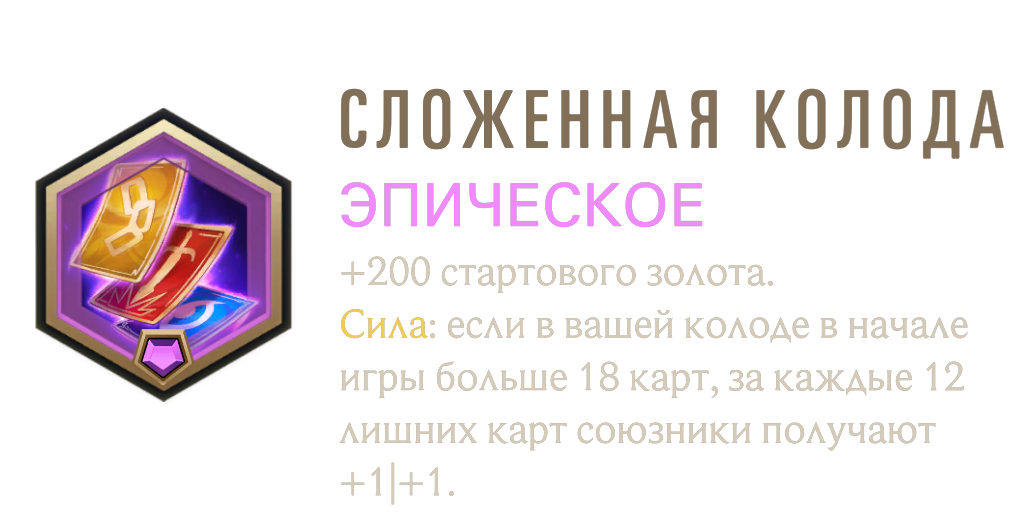 СЛОЖЕННАЯ КОЛОДА
ЭПИЧЕСКОЕ
+200 стартового золота.
Сила: если в вашей колоде в начале
игры больше 18 карт, за каждые 12
лишних карт союзники получают
+1|+1.